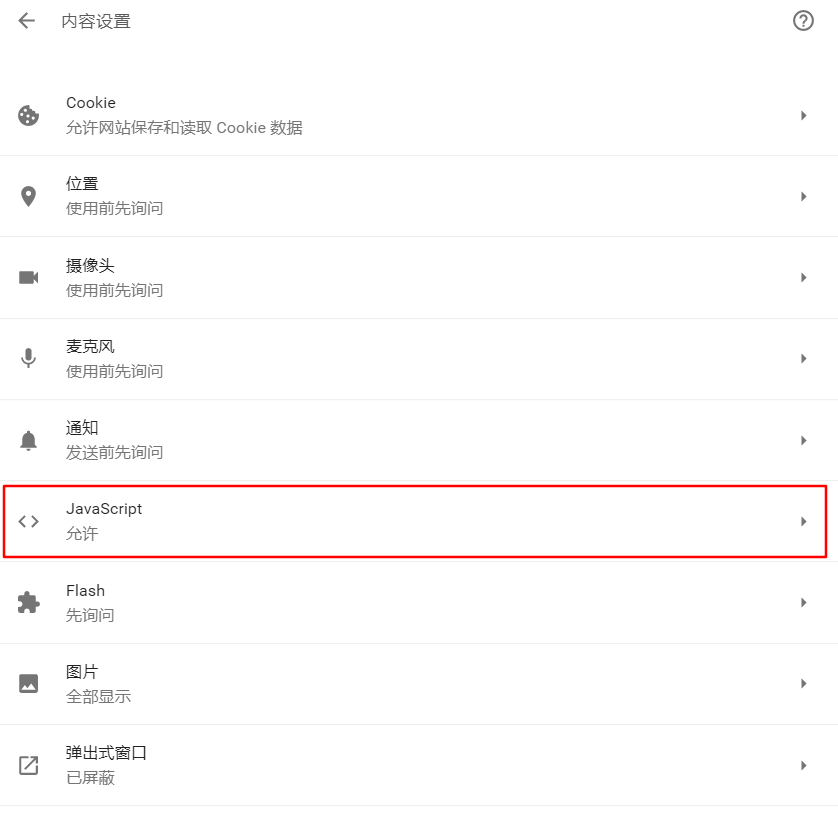 内容设置
Cookie
允许网站保存和读取 Cookie 数据
位置
使用前先询问
摄像头
使用前先询问
麦克风
使用前先询问
通知
发送前先询问
JavaScript
允许
Flash
先询问
图片
全部显示
弹出式窗口
已屏蔽